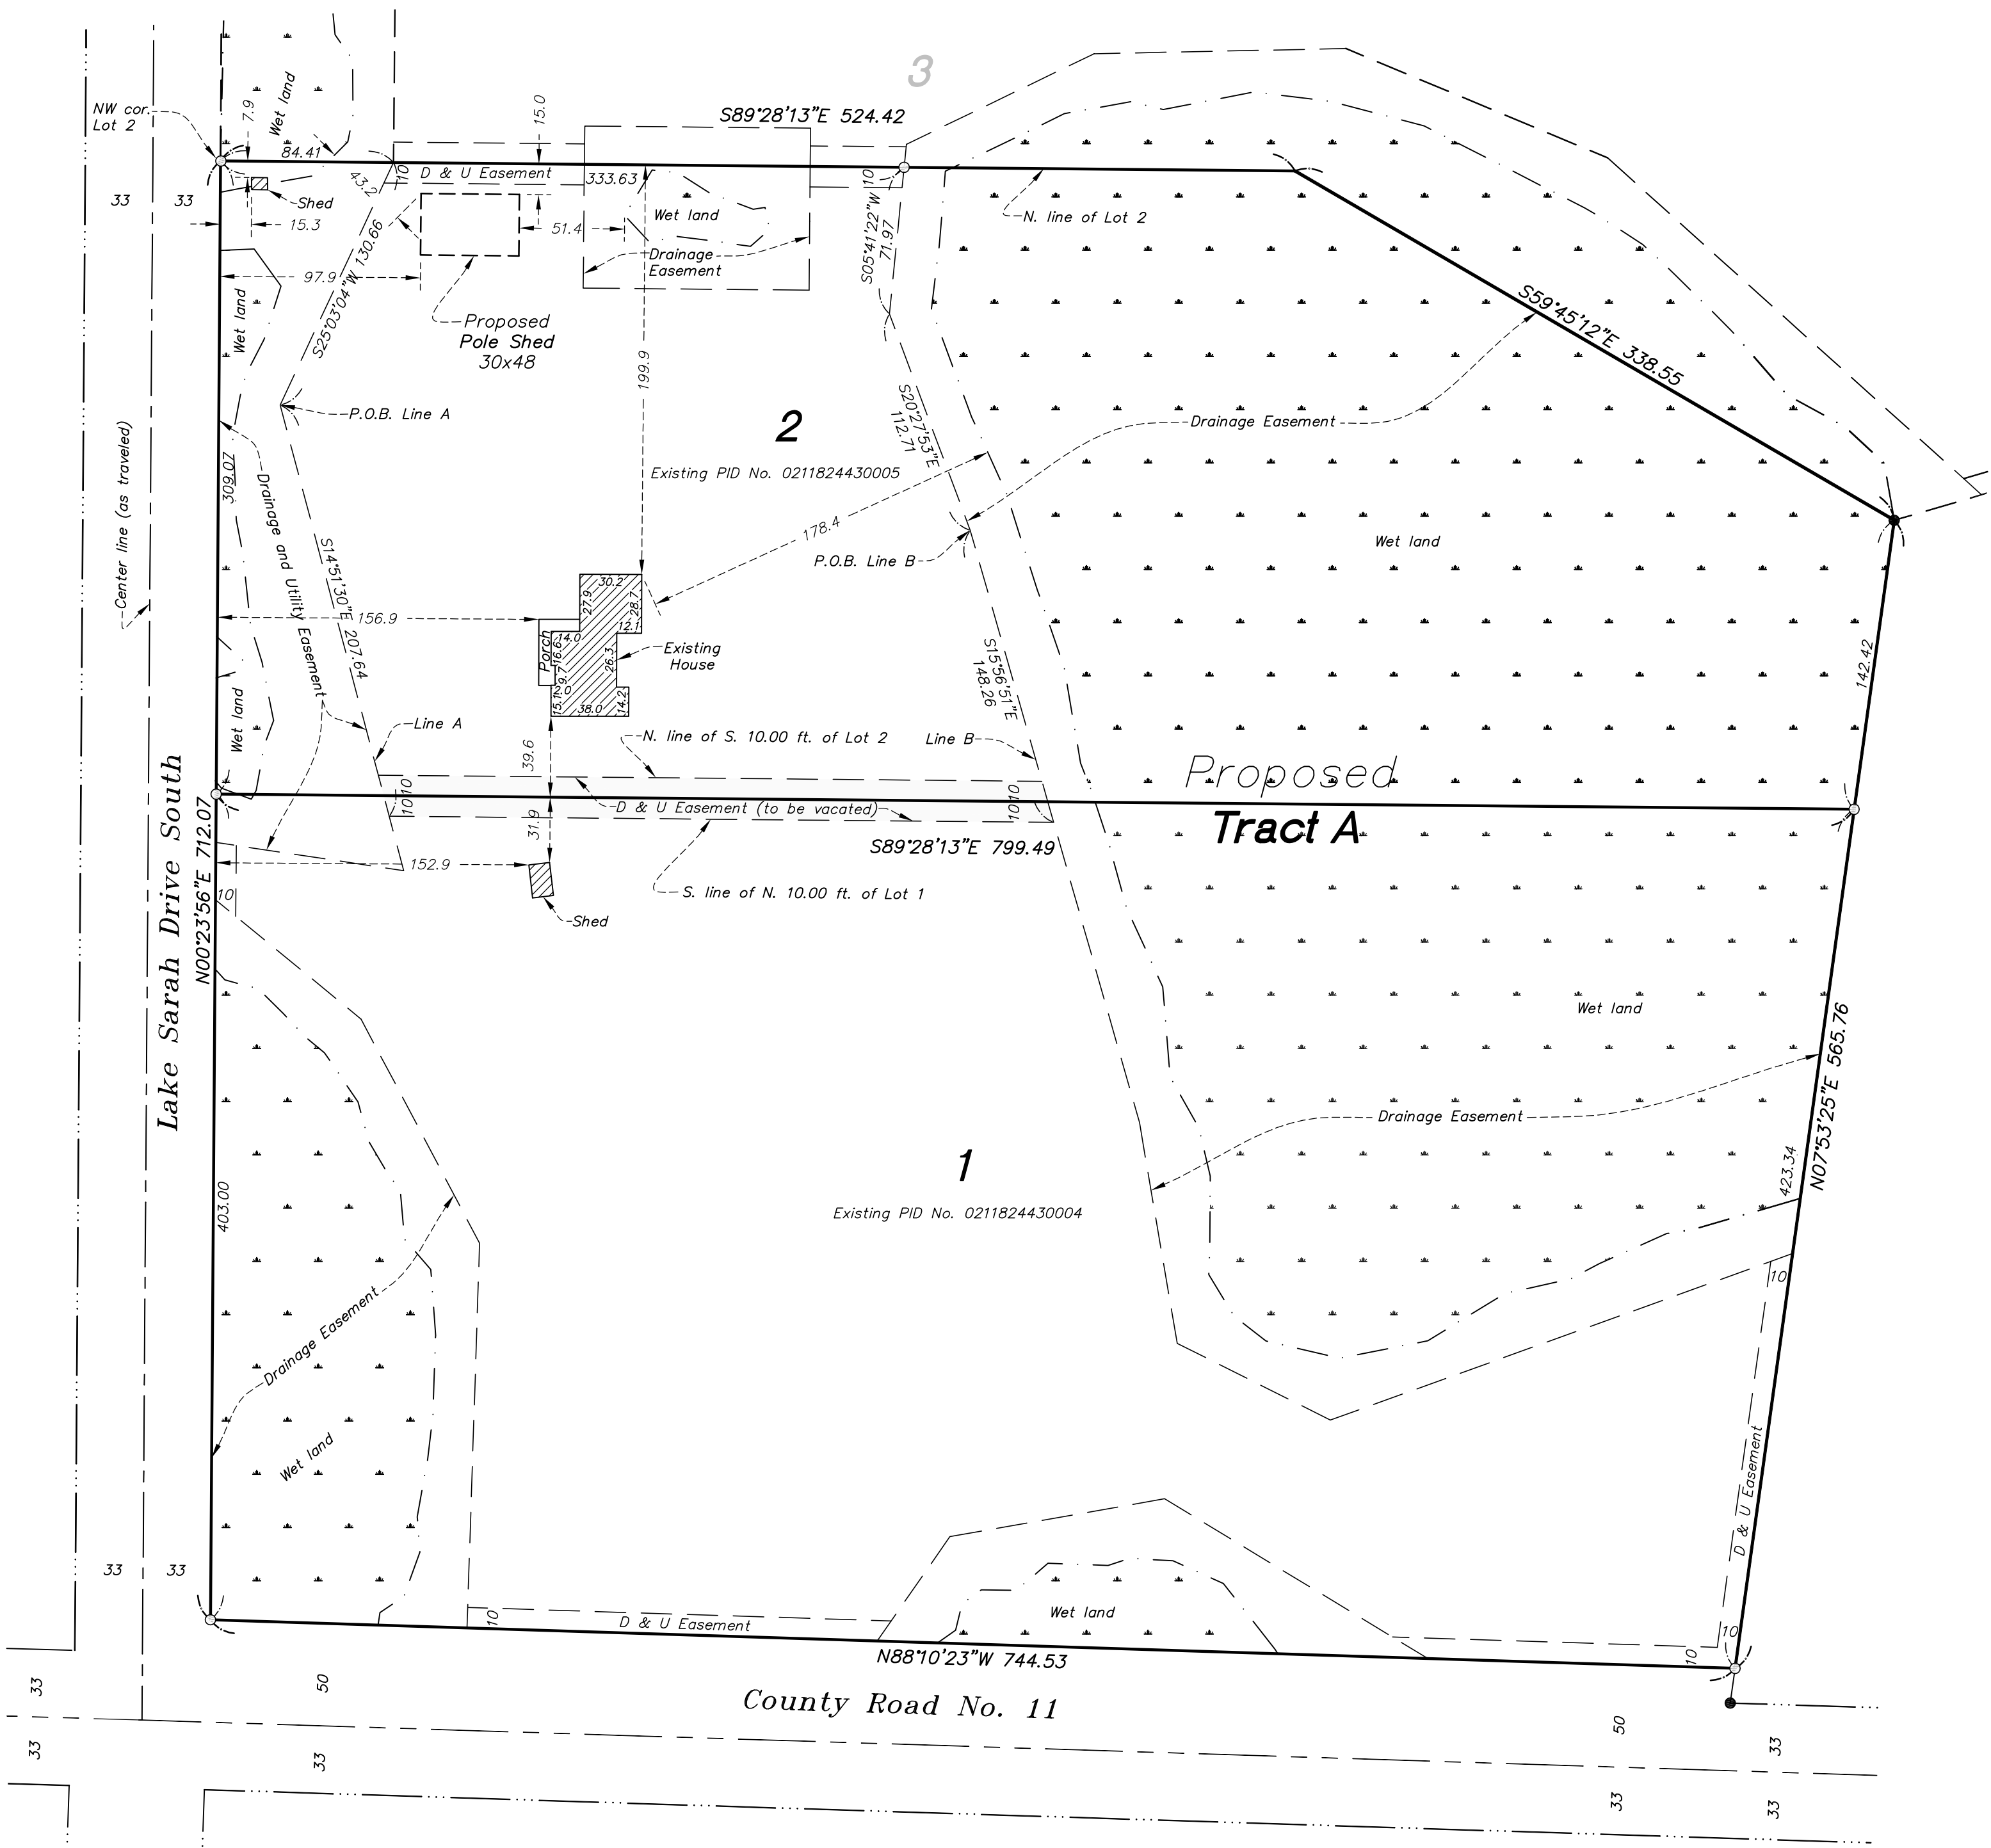 3
S89°28'13"E 524.42
NW cor.
Lot 2
7.9
Wet land
15.0
84.41
43.2
10
D & U Easement
333.63
10
33
33
Shed
15.3
51.4
Wet land
Drainage
Easement
S05°41'22"W
71.97
N. line of Lot 2
97.9
S25°03'04"W 130.66
Wet land
Proposed
Pole Shed
30x48
199.9
S59°45'12"E 338.55
P.O.B. Line A
2
S20°27'53"E
112.71
Drainage Easement
Center line (as traveled)
309.07
Drainage and Utility Easement
Existing PID No. 0211824430005
178.4
Wet land
P.O.B. Line B
S14°51'30"E 207.64
156.9
30.2
27.9
28.7
12.1
14.0
Porch
16.6
26.3
9.7
2.0
15.1
38.0
14.2
Existing
House
S15°56'51"E
148.26
142.42
Wet land
Line A
39.6
N. line of S. 10.00 ft. of Lot 2
Line B
Proposed
Tract A
10
10
D & U Easement (to be vacated)
10
10
31.9
S89°28'13"E 799.49
Lake Sarah Drive South
N00°23'56"E 712.07
152.9
10
S. line of N. 10.00 ft. of Lot 1
Shed
Wet land
N07°53'25"E 565.76
Drainage Easement
1
423.34
403.00
Existing PID No. 0211824430004
10
Drainage Easement
Wet land
D & U Easement
33
33
10
D & U Easement
Wet land
10
10
N88°10'23"W 744.53
33
50
County Road No. 11
50
33
33
33
33
33